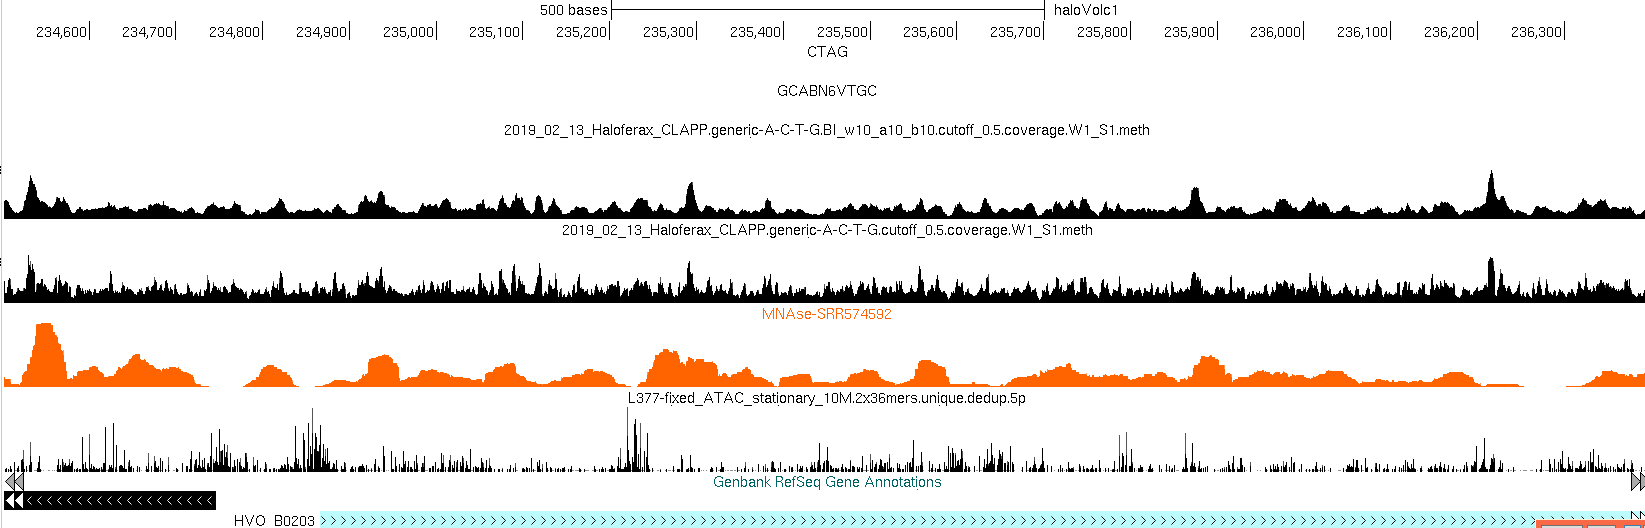 500 bases haloVolc1
234,600 234,700 234,800 234,900 235,000 235,100 235,200 235,300 235,400 235,500 235,600 235,700 235,800 235,900 236,000 236,100 236,200 236,300
CTAG
GCABN6VTGC
2019_02_13_Haloferax_CLAPP.generic-A-C-T-G.BI_w10_a10_b10.cutoff_0.5.coverage.W1_S1.meth
2019_02_13_Haloferax_CLAPP.generic-A-C-T-G.cutoff_0.5.coverage.W1_S1.meth
MNAse-SRR574592
L377-fixed_ATAC_stationary_10M.2x36mers.unique.dedup.5p
Genbank RefSeq Gene Annotations
HVO_B0203